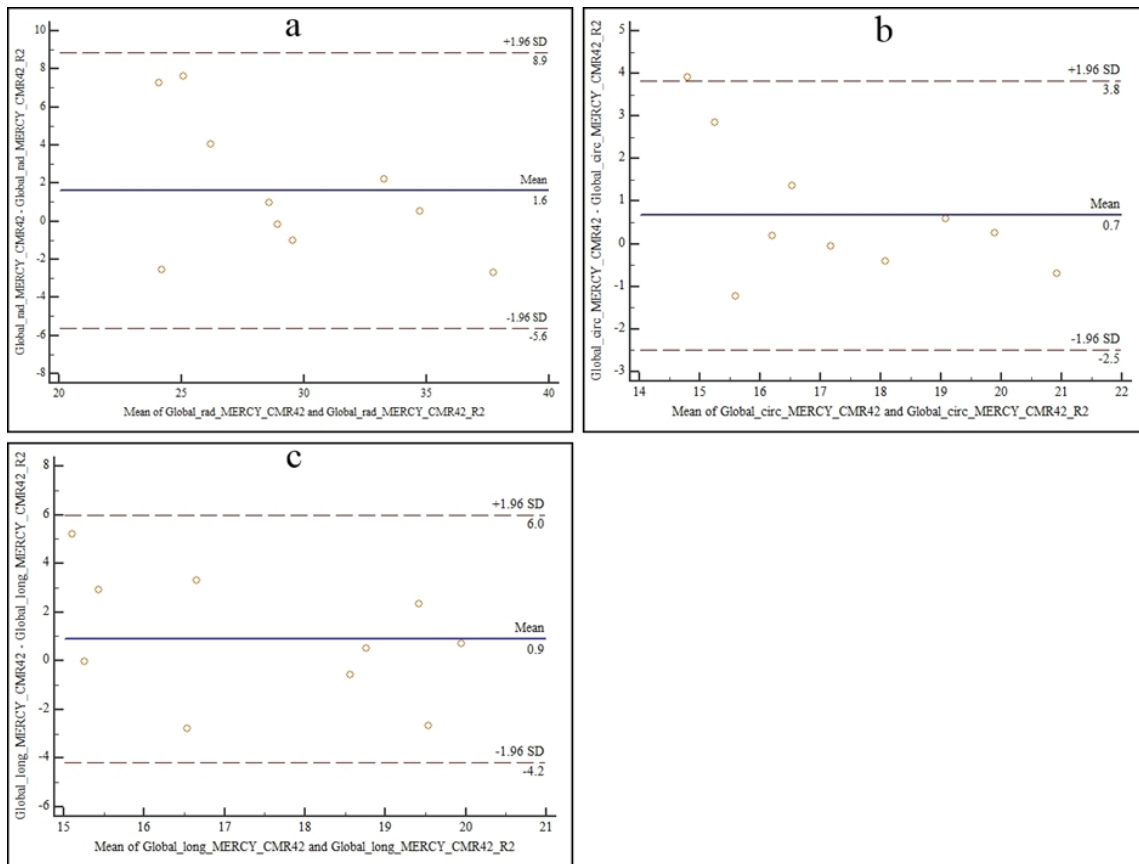 a
Global_rad_MERCY_CMR42 - Global_rad_MERCY_CMR42_R2
10
8
6
4
2
0
-2
-4
-6
-8
+1.96 SD
8.9
Mean
1.6
-1.96 SD
-5.6
20 25 30 35 40
Mean of Global_rad_MERCY_CMR42 and Global_rad_MERCY_CMR42_R2
b
Global_circ_MERCY_CMR42 - Global_circ_MERCY_CMR42_R2
5
4
3
2
1
0
-1
-2
-3
+1.96 SD
3.8
Mean
0.7
-1.96 SD
-2.5
14 15 16 17 18 19 20 21 22
Mean of Global_circ_MERCY_CMR42 and Global_circ_MERCY_CMR42_R2
c
Global_long_MERCY_CMR42 - Global_long_MERCY_CMR42_R2
8
6
4
2
0
-2
-4
-6
+1.96 SD
6.0
Mean
0.9
-1.96 SD
-4.2
15 16 17 18 19 20 21
Mean of Global_long_MERCY_CMR42 and Global_long_MERCY_CMR42_R2